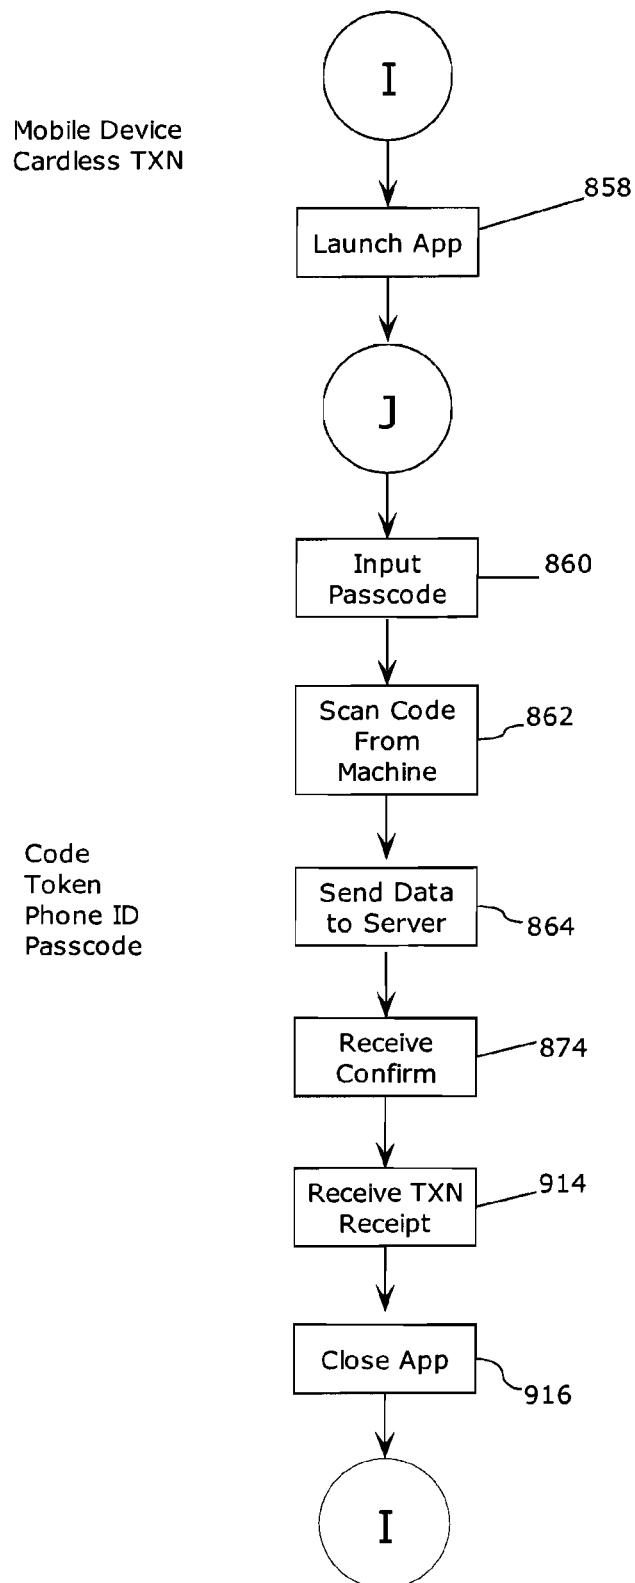 I
Mobile Device
Cardless TXN
858
Launch App
J
Input
Passcode
860
Scan Code
From
Machine
862
Code
Token
Phone ID
Passcode
Send Data
to Server
864
Receive
Confirm
874
Receive TXN
Receipt
914
Close App
916
I